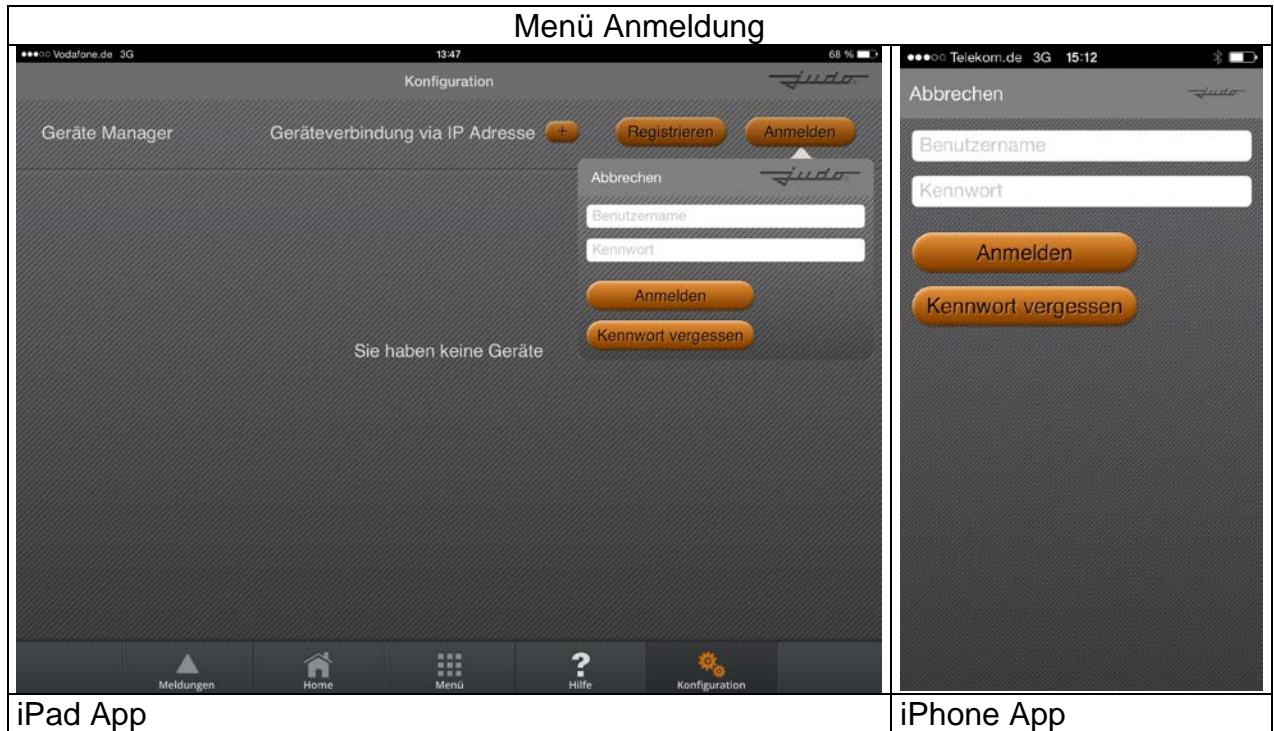 Menü Anmeldung
Vodafone.de 3G 13:47 68 %
Konfiguration judo
Geräte Manager Geräteverbindung via IP Adresse + Registrieren Anmelden
Abbrechen judo
Benutzername
Kennwort
Anmelden
Kennwort vergessen
Sie haben keine Geräte
Meldungen Home Menü ? Hilfe Konfiguration
iPad App
Telekom.de 3G 15:12
Abbrechen judo
Benutzername
Kennwort
Anmelden
Kennwort vergessen
iPhone App